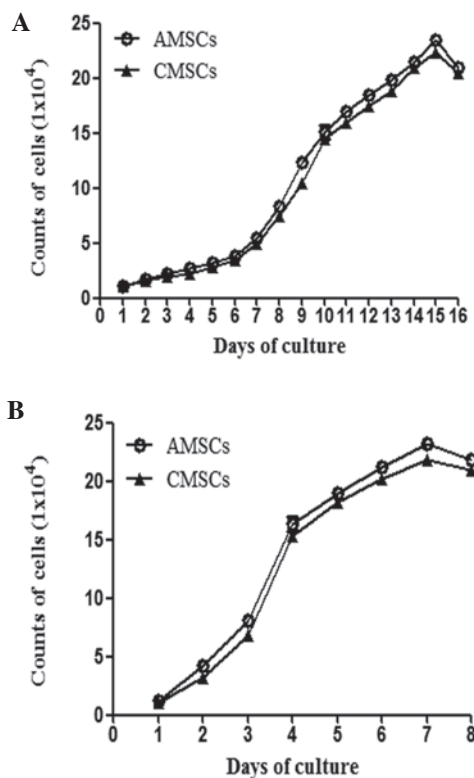 A
AMSCs
CMSCs
Counts of cells (1x10⁴)
25
20
15
10
5
0
0 1 2 3 4 5 6 7 8 9 10 11 12 13 14 15 16
Days of culture
B
AMSCs
CMSCs
Counts of cells (1x10⁴)
25
20
15
10
5
0
0 1 2 3 4 5 6 7 8
Days of culture